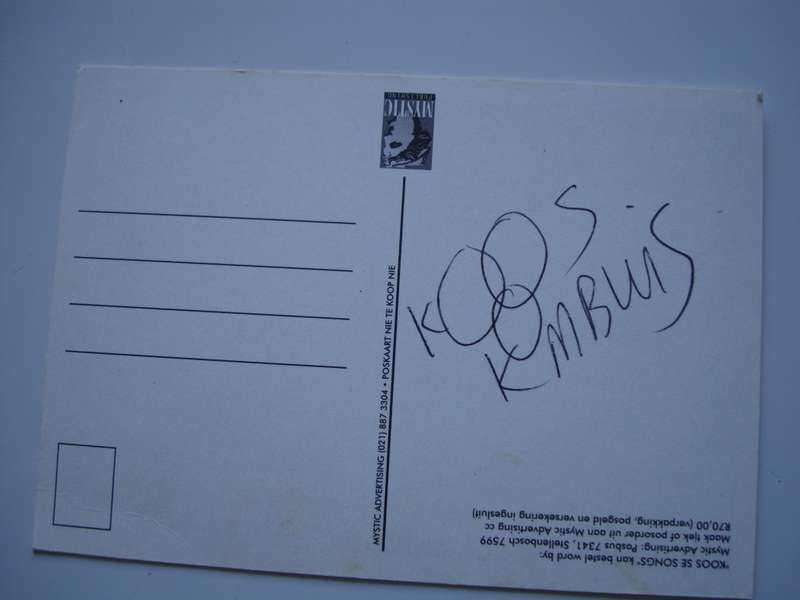 MYSTIC
PUBLISHING
KOOS
KOMBUIS
MYSTIC ADVERTISING (021) 887 3304 • POSKAART NIE TE KOOP NIE
"KOOS SE SONGS" kan bestel word by:
Mystic Advertising: Posbus 7341, Stellenbosch 7599
Maak tjek of posorder uit aan Mystic Advertising cc
R70,00 (verpakking, posgeld en versekering ingesluit)